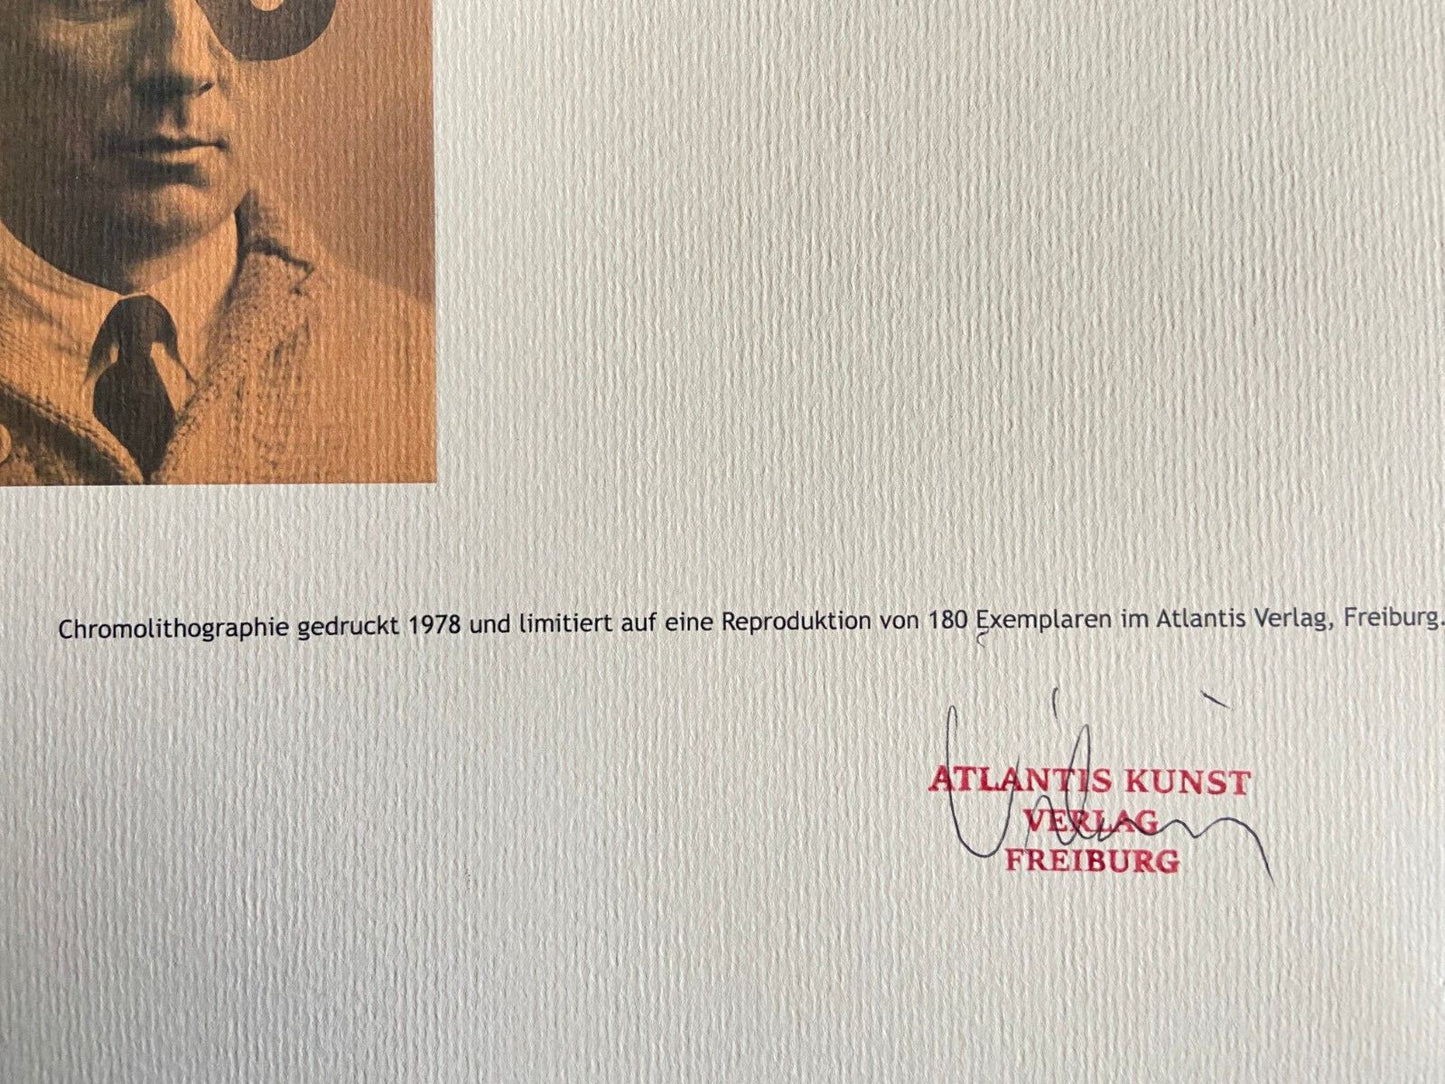 Chromolithographie gedruckt 1978 und limitiert auf eine Reproduktion von 180 Exemplaren im Atlantis Verlag, Freiburg.
ATLANTIS KUNST
VERLAG
FREIBURG